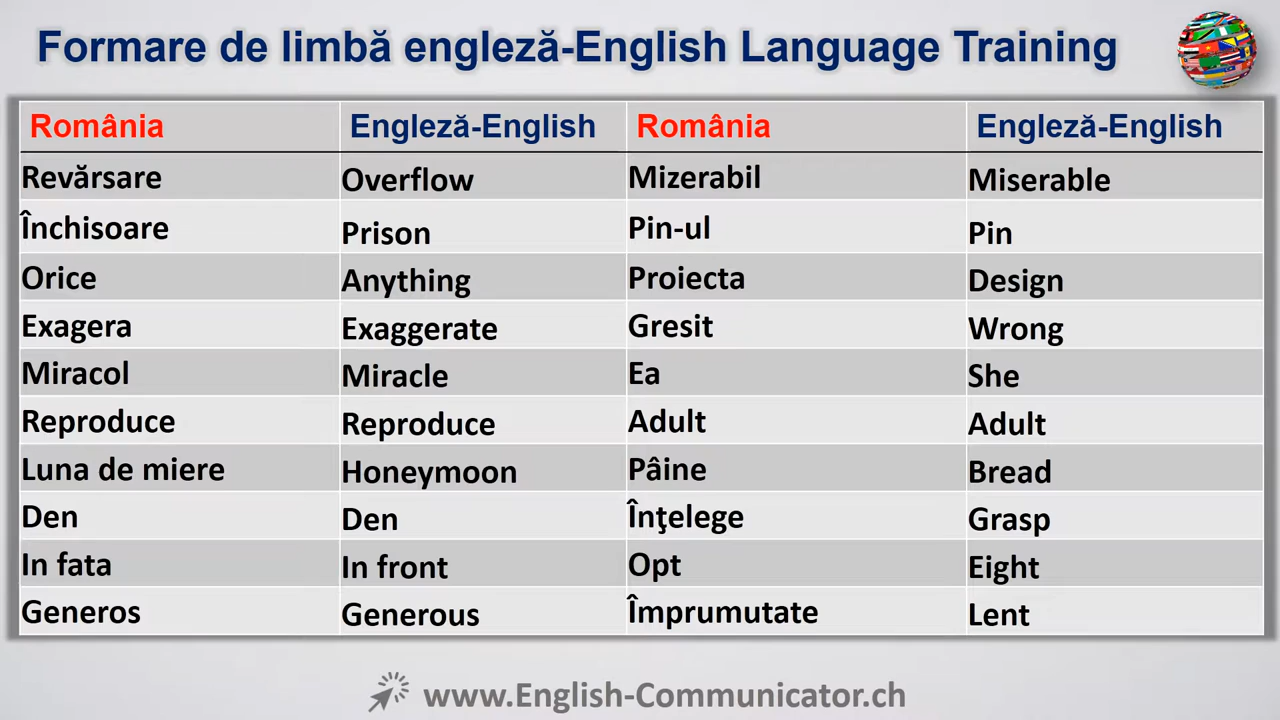 Formare de limbă engleză-English Language Training
România Engleză-English România Engleză-English
Revărsare Overflow Mizerabil Miserable
Închisoare Prison Pin-ul Pin
Orice Anything Proiecta Design
Exagera Exaggerate Gresit Wrong
Miracol Miracle Ea She
Reproduce Reproduce Adult Adult
Luna de miere Honeymoon Pâine Bread
Den Den Înţelege Grasp
In fata In front Opt Eight
Generos Generous Împrumutate Lent
www.English-Communicator.ch